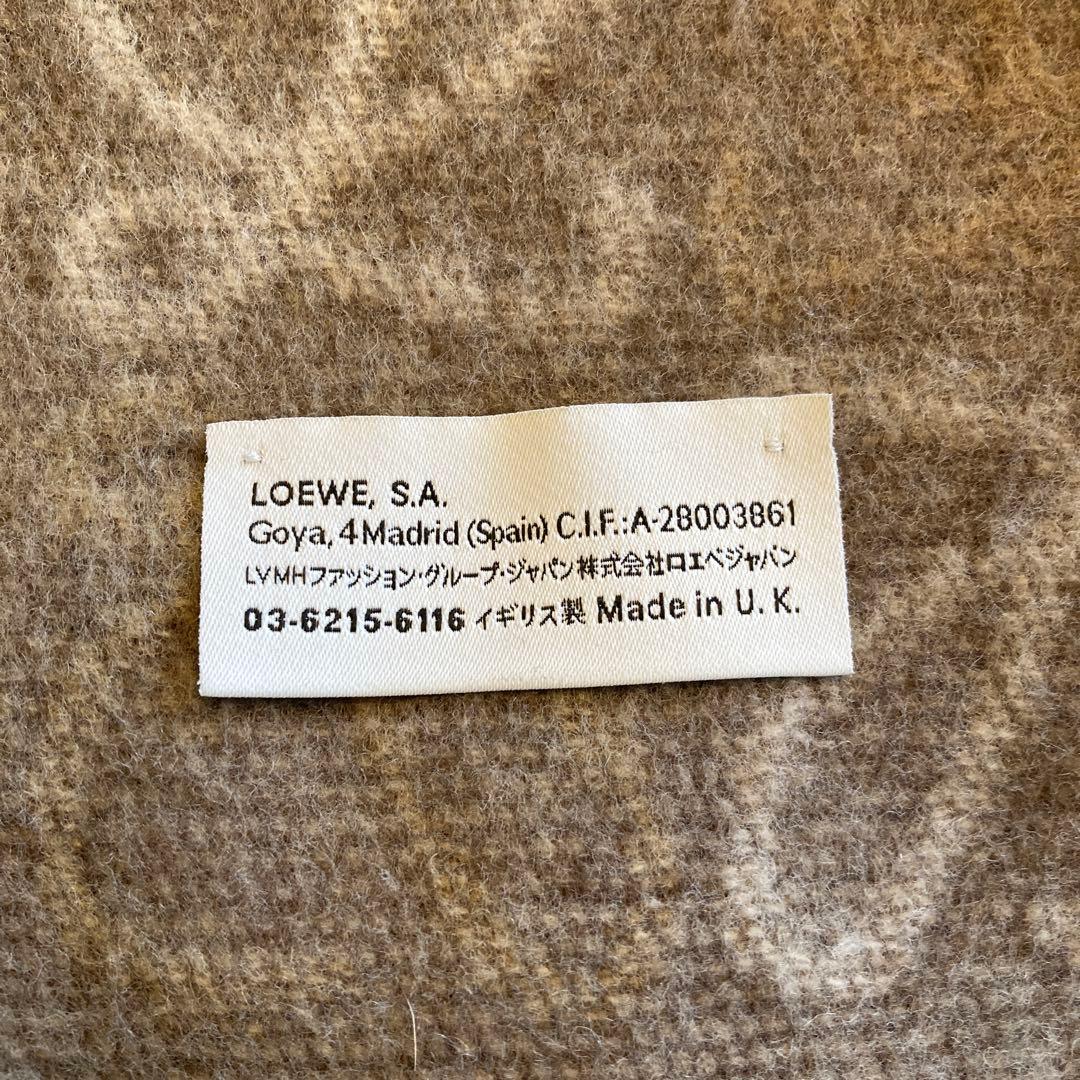 LOEWE, S.A.
Goya, 4 Madrid (Spain) C.I.F.:A-28003861
LVMHファッション・グループ・ジャパン株式会社ロエベジャパン
03-6215-6116 イギリス製 Made in U. K.